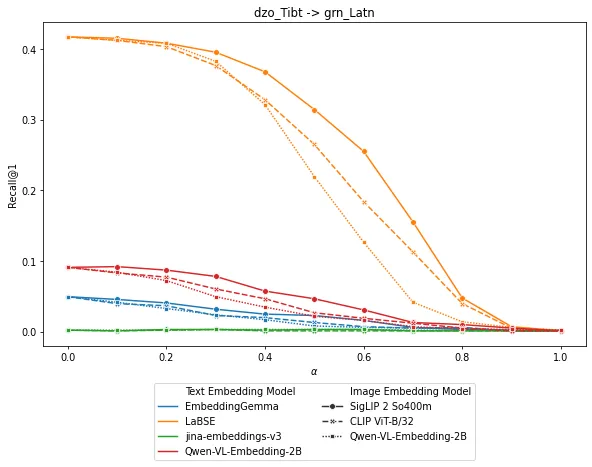 dzo_Tibt -> grn_Latn
Recall@1
0.4
0.3
0.2
0.1
0.0
0.0 0.2 0.4 0.6 0.8 1.0
α
Text Embedding Model Image Embedding Model
EmbeddingGemma SigLIP 2 So400m
LaBSE CLIP ViT-B/32
jina-embeddings-v3 Qwen-VL-Embedding-2B
Qwen-VL-Embedding-2B